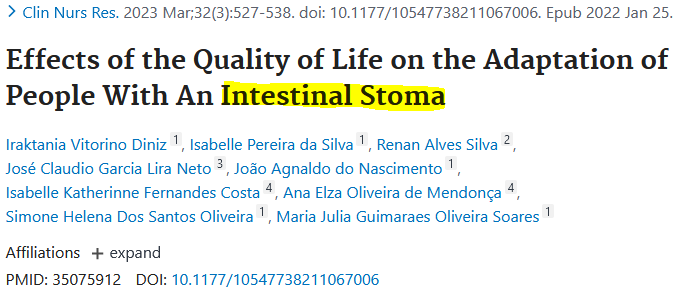 > Clin Nurs Res. 2023 Mar;32(3):527-538. doi: 10.1177/10547738211067006. Epub 2022 Jan 25.
Effects of the Quality of Life on the Adaptation of
People With An Intestinal Stoma
Iraktania Vitorino Diniz 1, Isabelle Pereira da Silva 1, Renan Alves Silva 2,
José Claudio Garcia Lira Neto 3, João Agnaldo do Nascimento 1,
Isabelle Katherinne Fernandes Costa 4, Ana Elza Oliveira de Mendonça 4,
Simone Helena Dos Santos Oliveira 1, Maria Julia Guimaraes Oliveira Soares 1
Affiliations + expand
PMID: 35075912 DOI: 10.1177/10547738211067006